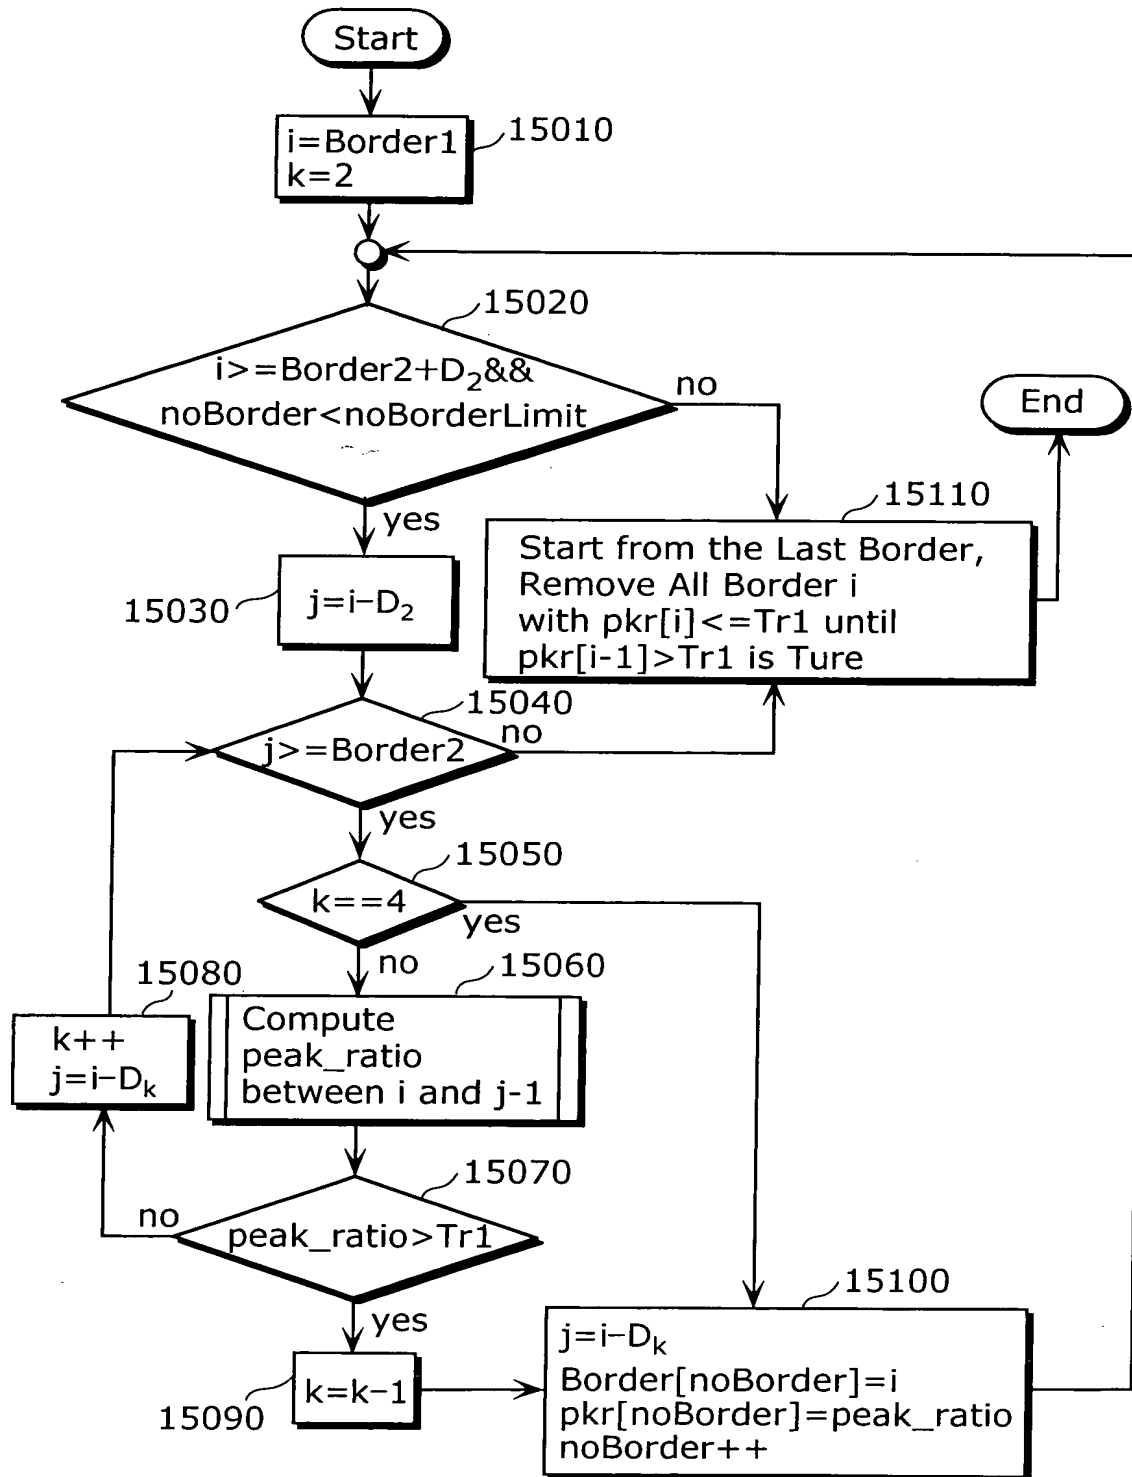 Start
15010
i=Border1
k=2
15020
i>=Border2+D₂&&
noBorder<noBorderLimit
no
End
yes
15110
Start from the Last Border,
Remove All Border i
with pkr[i]<=Tr1 until
pkr[i-1]>Tr1 is Ture
15030
j=i–D₂
15040
j>=Border2
no
yes
15050
k==4
yes
no
15060
Compute
peak_ratio
between i and j-1
15080
k++
j=i–Dₖ
15070
no
peak_ratio>Tr1
yes
15090
k=k–1
15100
j=i–Dₖ
Border[noBorder]=i
pkr[noBorder]=peak_ratio
noBorder++